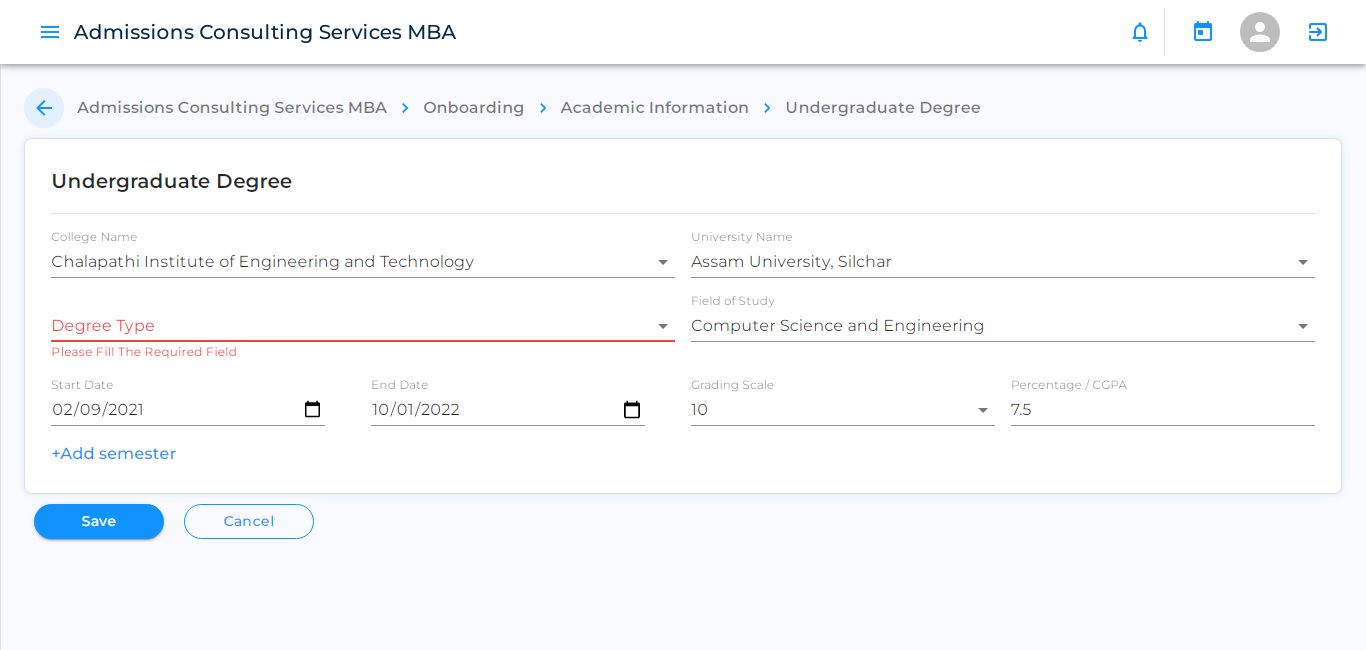 Admissions Consulting Services MBA
Admissions Consulting Services MBA Onboarding Academic Information Undergraduate Degree
Undergraduate Degree
College Name University Name
Chalapathi Institute of Engineering and Technology Assam University, Silchar
Field of Study
Degree Type Computer Science and Engineering
Please Fill The Required Field
Start Date End Date Grading Scale Percentage / CGPA
02/09/2021 10/01/2022 10 7.5
+Add semester
Save Cancel